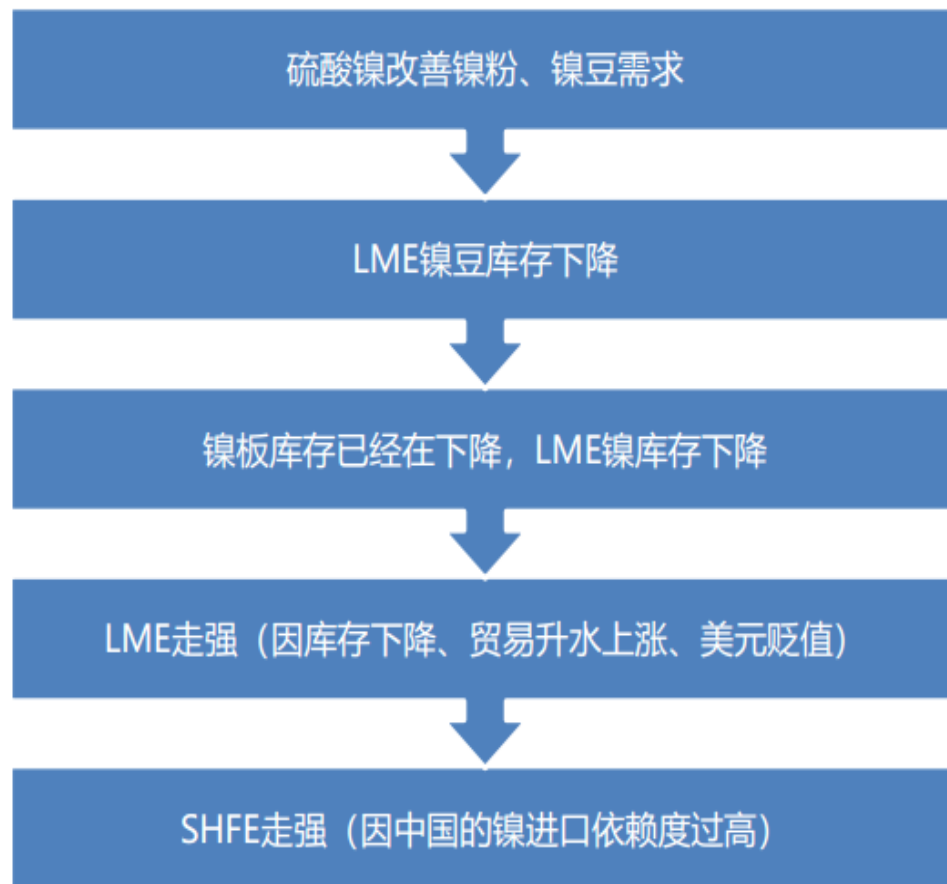 硫酸镍改善镍粉、镍豆需求
LME镍豆库存下降
镍板库存已经在下降，LME镍库存下降
LME走强（因库存下降、贸易升水上涨、美元贬值）
SHFE走强（因中国的镍进口依赖度过高）